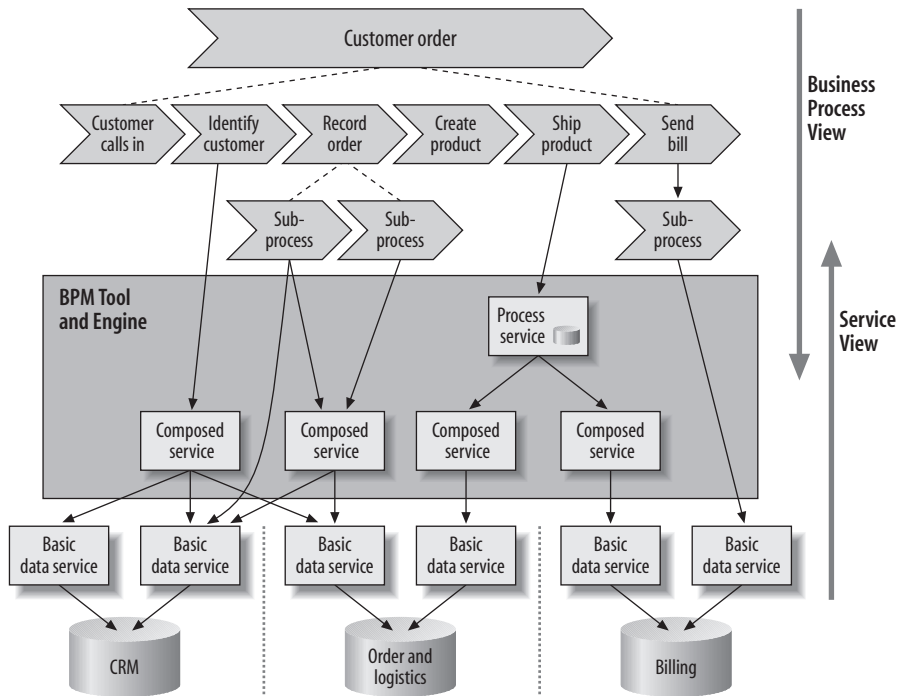 Customer order
Business
Process
View
Customer
calls in
Identify
customer
Record
order
Create
product
Ship
product
Send
bill
Sub-
process
Sub-
process
Sub-
process
BPM Tool
and Engine
Process
service
Service
View
Composed
service
Composed
service
Composed
service
Composed
service
Basic
data service
Basic
data service
Basic
data service
Basic
data service
Basic
data service
Basic
data service
CRM
Order and
logistics
Billing